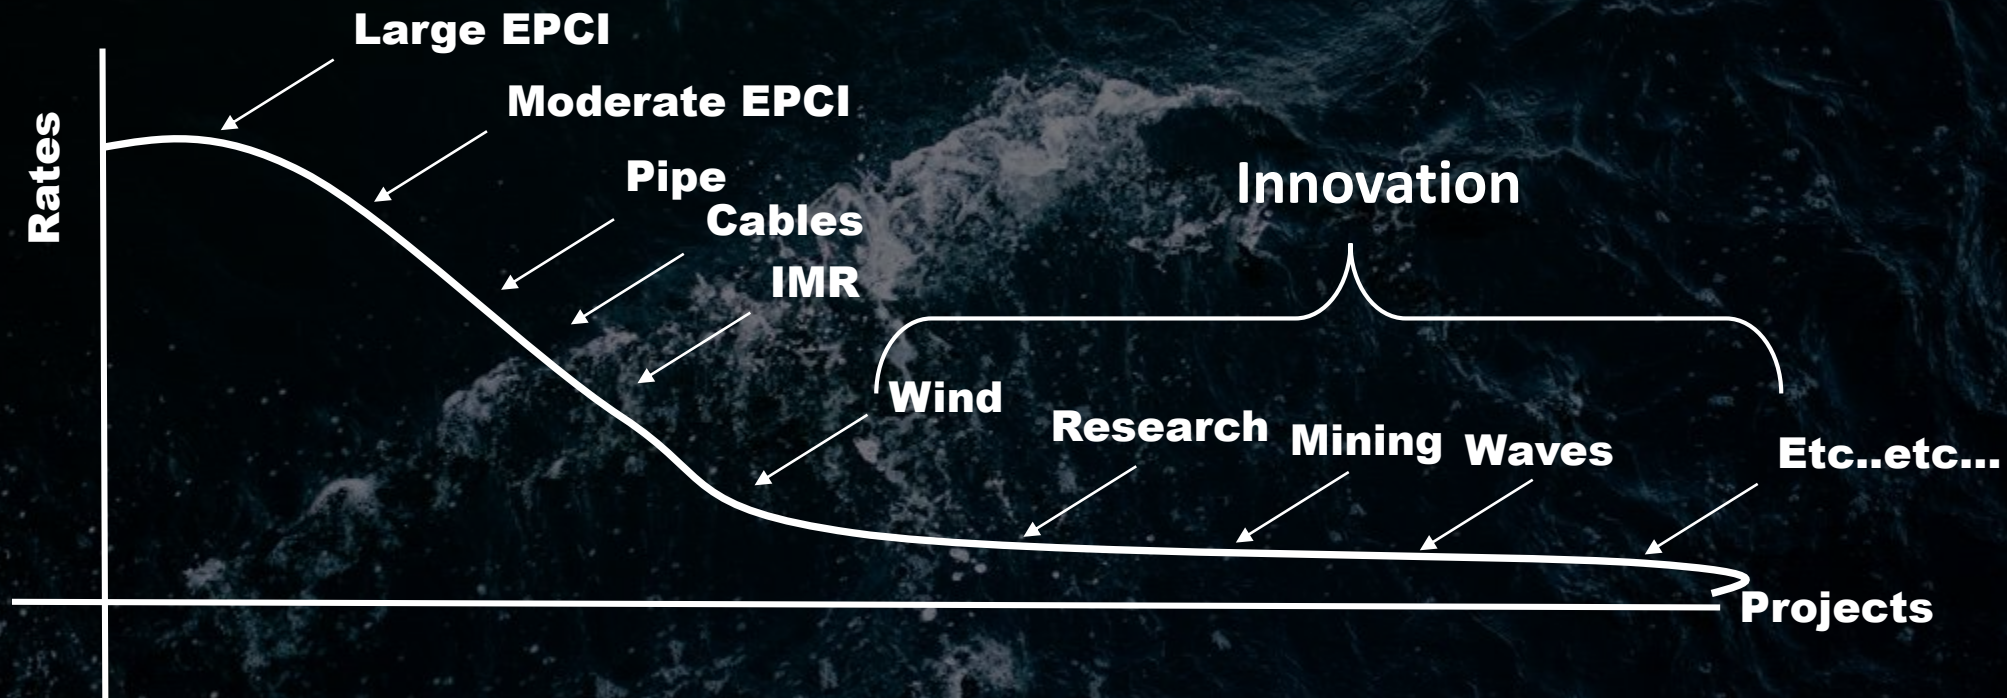 Large EPCI
Moderate EPCI
Rates
Pipe
Cables
IMR
Innovation
Wind
Research
Mining
Waves
Etc..etc...
Projects